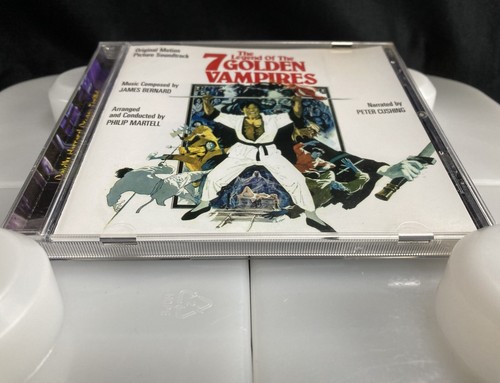 Original Motion
Picture Soundtrack
The
Legend Of The
7 GOLDEN
VAMPIRES
Music Composed by
JAMES BERNARD
Arranged
and Conducted by
PHILIP MARTELL
Narrated by
PETER CUSHING